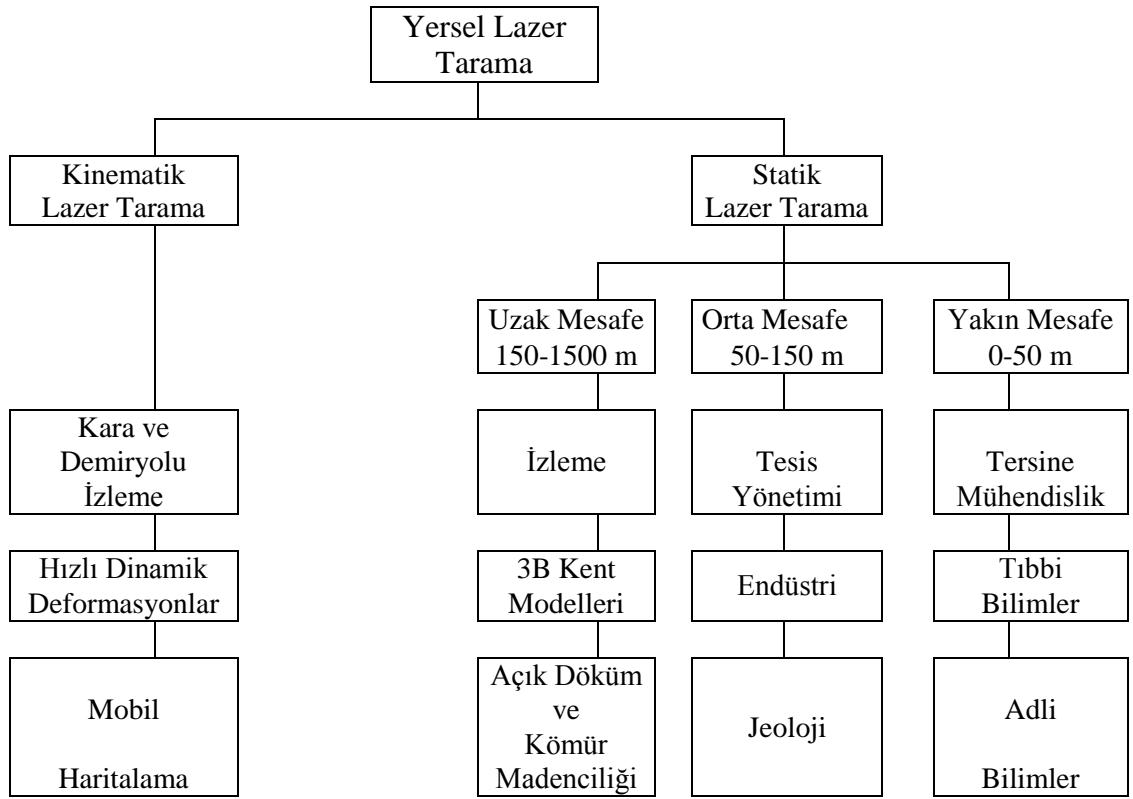 Yersel Lazer
Tarama
Kinematik
Lazer Tarama
Statik
Lazer Tarama
Uzak Mesafe
150-1500 m
Orta Mesafe
50-150 m
Yakın Mesafe
0-50 m
Kara ve
Demiryolu
İzleme
İzleme
Tesis
Yönetimi
Tersine
Mühendislik
Hızlı Dinamik
Deformasyonlar
3B Kent
Modelleri
Endüstri
Tıbbi
Bilimler
Mobil
Haritalama
Açık Döküm
ve
Kömür
Madenciliği
Jeoloji
Adli
Bilimler